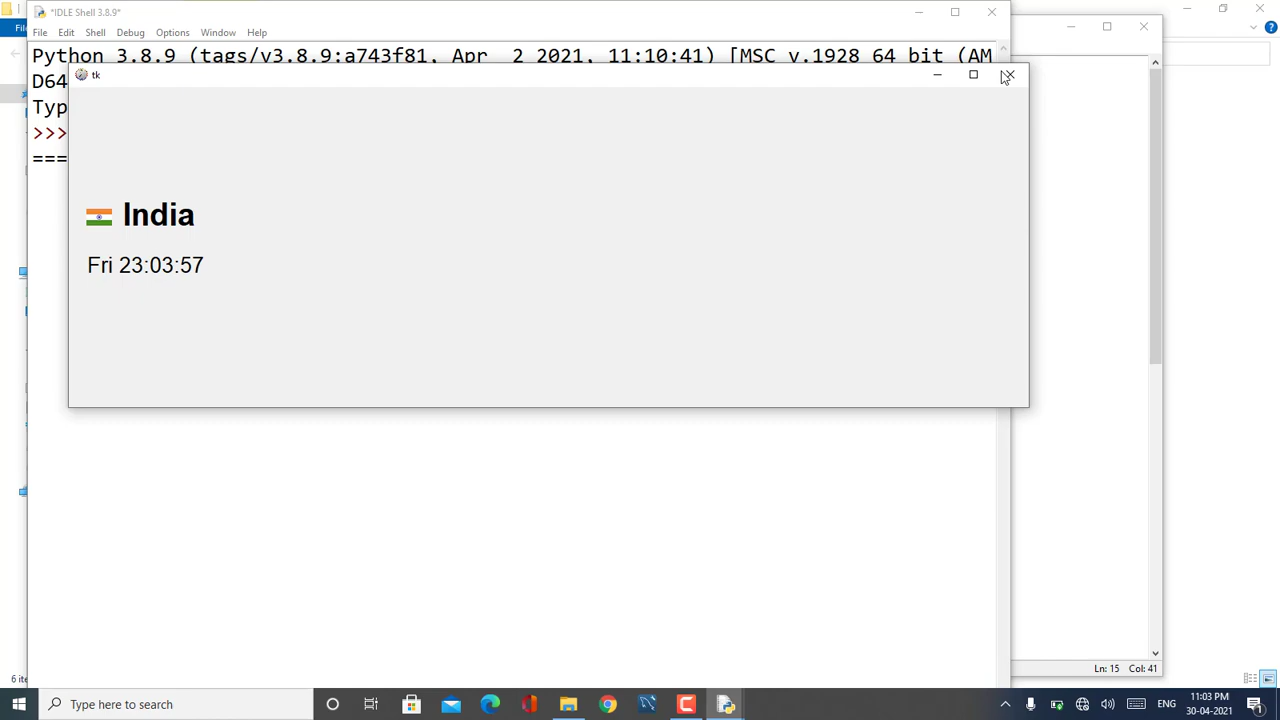 *IDLE Shell 3.8.9*
File Edit Shell Debug Options Window Help
Python 3.8.9 (tags/v3.8.9:a743f81, Apr  2 2021, 11:10:41) [MSC v.1928 64 bit (AM
D64
Typ
>>>
====
tk
India
Fri 23:03:57
Ln: 15 Col: 41
Type here to search
ENG
11:03 PM
30-04-2021